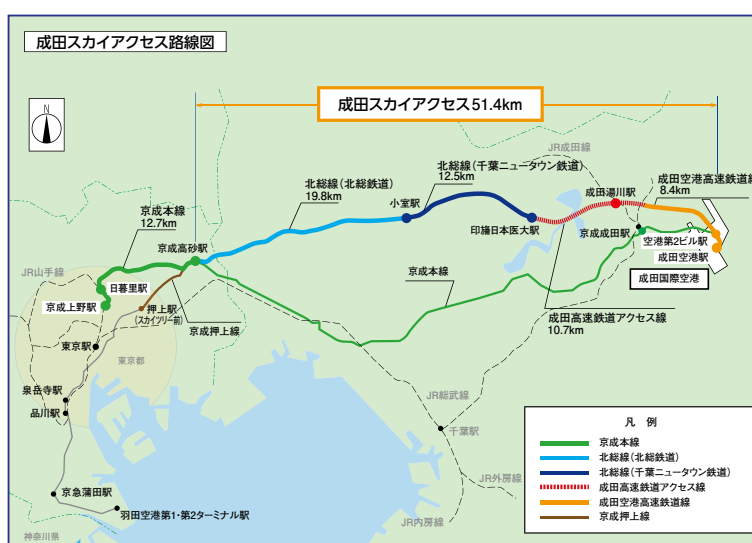 成田スカイアクセス路線図
N
成田スカイアクセス51.4km
JR成田線
北総線(千葉ニュータウン鉄道)
12.5km
成田空港高速鉄道線
8.4km
北総線(北総鉄道)
19.8km
成田湯川駅
小室駅
京成本線
12.7km
印旛日本医大駅
京成成田駅
京成高砂駅
空港第2ビル駅
成田空港駅
成田国際空港
JR山手線
日暮里駅
京成本線
京成上野駅
押上駅
(スカイツリー前)
京成押上線
成田高速鉄道アクセス線
10.7km
東京駅
東京都
泉岳寺駅
品川駅
JR総武線
千葉駅
JR外房線
JR内房線
京急蒲田駅
羽田空港第1・第2ターミナル駅
神奈川県
凡 例
京成本線
北総線(北総鉄道)
北総線(千葉ニュータウン鉄道)
成田高速鉄道アクセス線
成田空港高速鉄道線
京成押上線